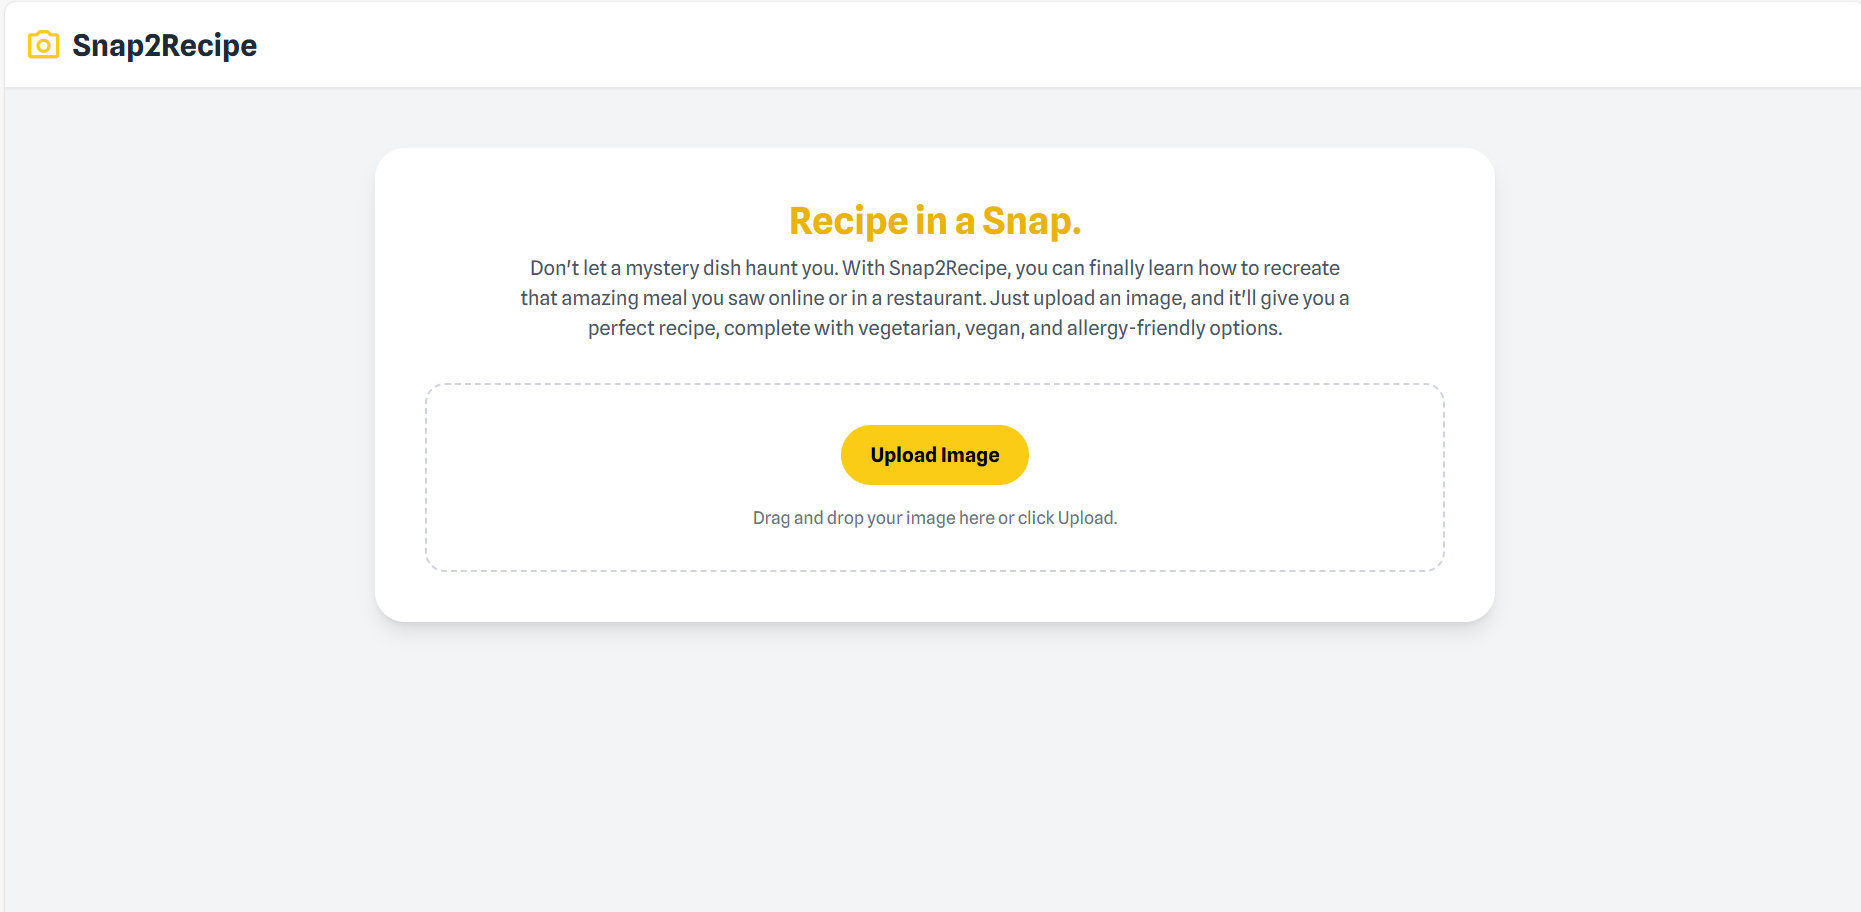 Snap2Recipe
Recipe in a Snap.
Don't let a mystery dish haunt you. With Snap2Recipe, you can finally learn how to recreate
that amazing meal you saw online or in a restaurant. Just upload an image, and it'll give you a
perfect recipe, complete with vegetarian, vegan, and allergy-friendly options.
Upload Image
Drag and drop your image here or click Upload.